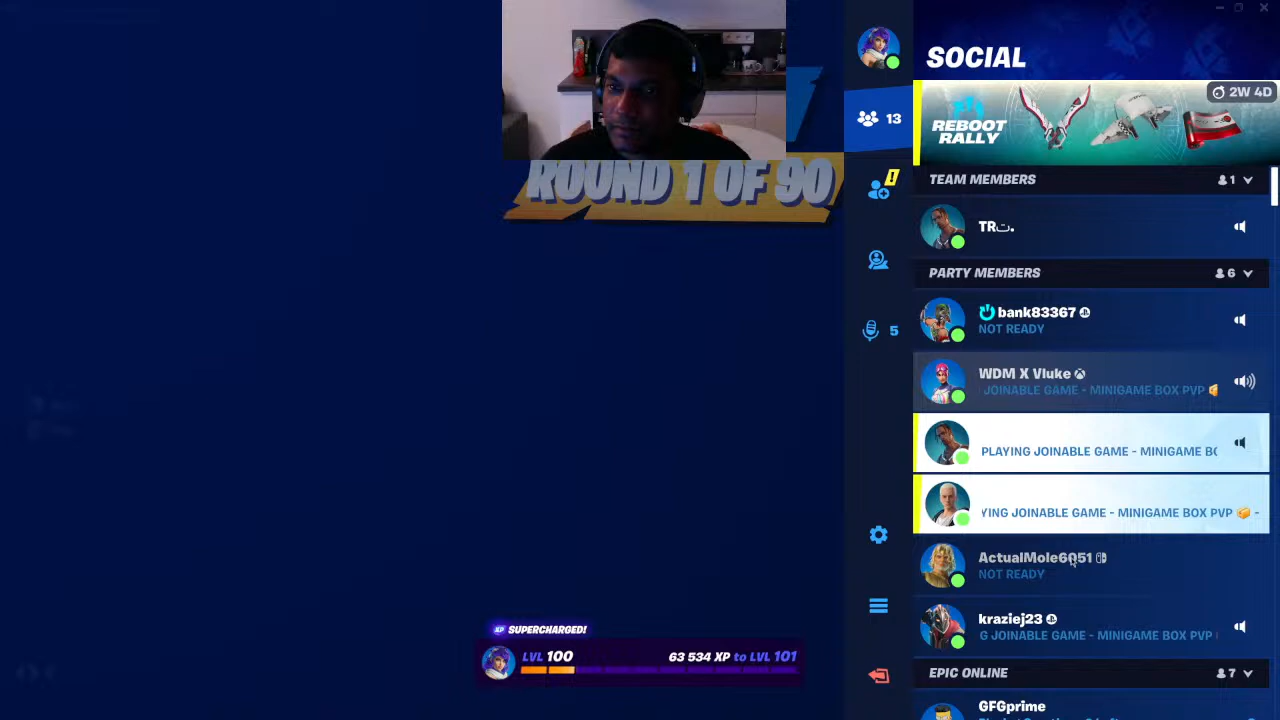 SOCIAL
2W 4D
REBOOT
RALLY
13
ROUND 1 OF 90
TEAM MEMBERS
1
TRت.
PARTY MEMBERS
6
bank83367
NOT READY
5
WDM X Vluke
JOINABLE GAME - MINIGAME BOX PVP
PLAYING JOINABLE GAME - MINIGAME BO
YING JOINABLE GAME - MINIGAME BOX PVP -
ActualMole6051
NOT READY
kraziej23
G JOINABLE GAME - MINIGAME BOX PVP
XP SUPERCHARGED!
LVL 100
63 534 XP to LVL 101
EPIC ONLINE
7
GFGprime